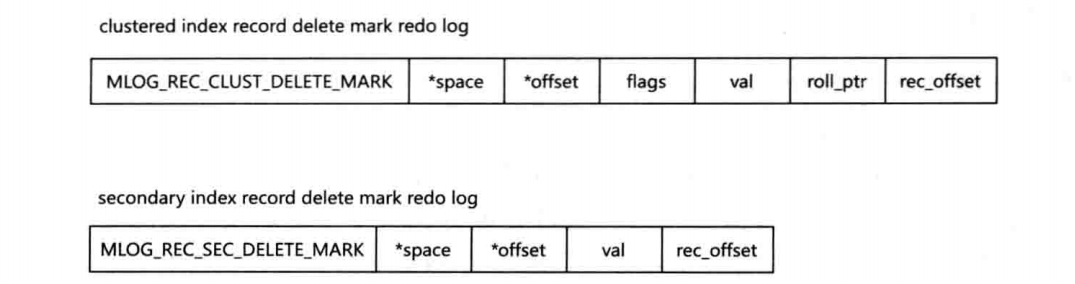 clustered index record delete mark redo log
MLOG_REC_CLUST_DELETE_MARK *space *offset flags val roll_ptr rec_offset
secondary index record delete mark redo log
MLOG_REC_SEC_DELETE_MARK *space *offset val rec_offset